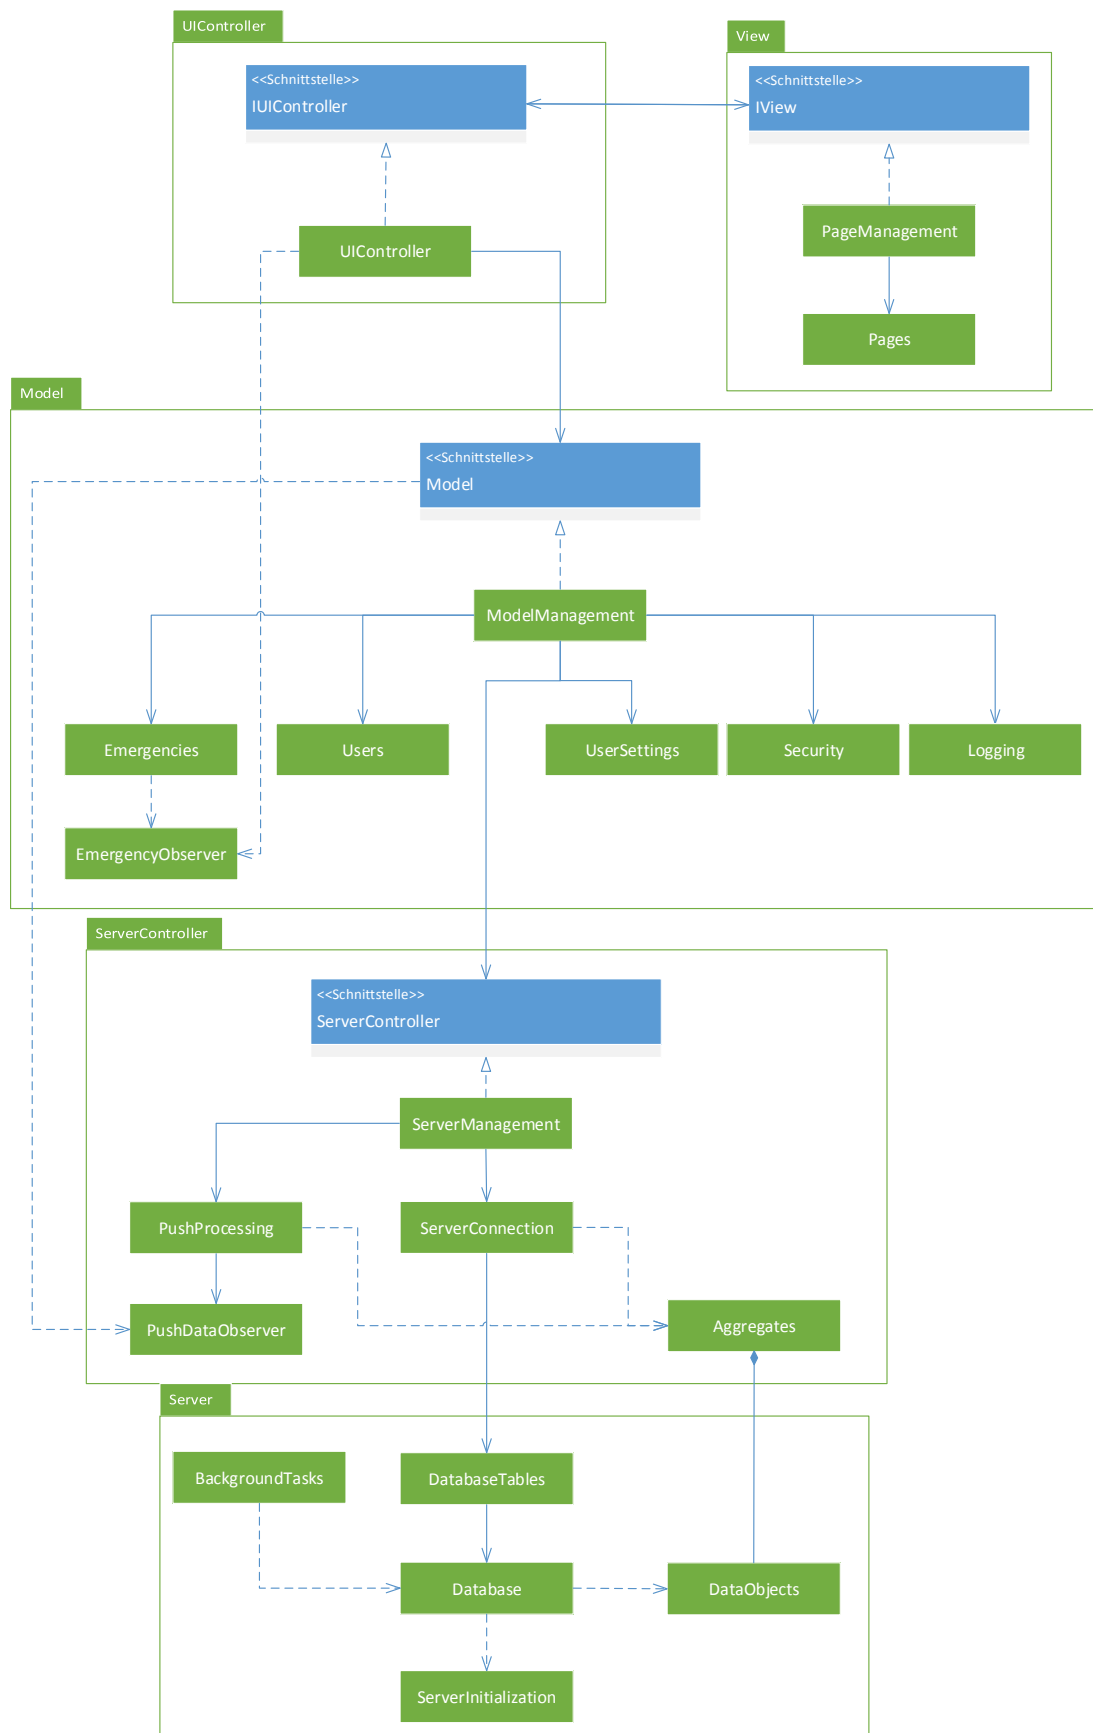 UIController
View
<<Schnittstelle>>
IUIController
<<Schnittstelle>>
IView
PageManagement
UIController
Pages
Model
<<Schnittstelle>>
Model
ModelManagement
Emergencies
Users
UserSettings
Security
Logging
EmergencyObserver
ServerController
<<Schnittstelle>>
ServerController
ServerManagement
PushProcessing
ServerConnection
PushDataObserver
Aggregates
Server
BackgroundTasks
DatabaseTables
Database
DataObjects
ServerInitialization